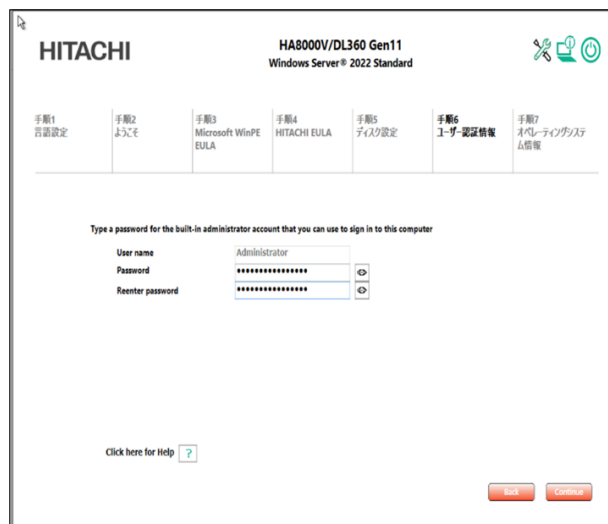 HITACHI
HA8000V/DL360 Gen11
Windows Server® 2022 Standard
手順1
言語設定
手順2
ようこそ
手順3
Microsoft WinPE
EULA
手順4
HITACHI EULA
手順5
ディスク設定
手順6
ユーザー認証情報
手順7
オペレーティングシステ
ム情報
Type a password for the built-in administrator account that you can use to sign in to this computer
User name
Administrator
Password
••••••••••••••••
Reenter password
••••••••••••••••
Click here for Help ?
Back
Continue